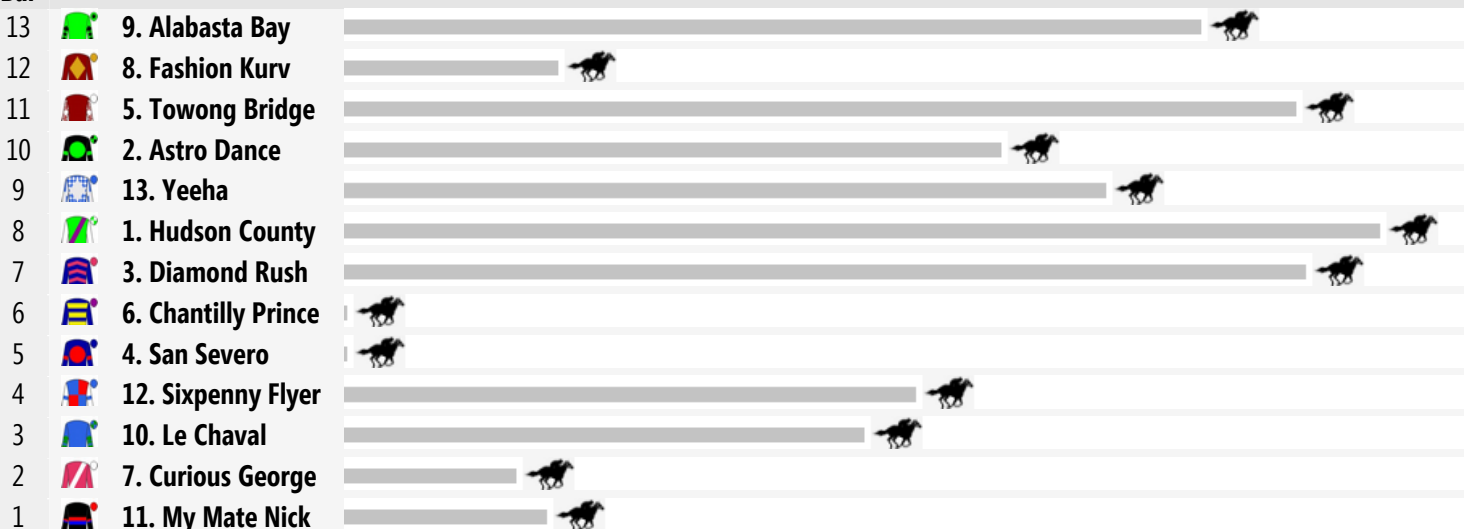 13 9. Alabasta Bay
12 8. Fashion Kurv
11 5. Towong Bridge
10 2. Astro Dance
9 13. Yeeha
8 1. Hudson County
7 3. Diamond Rush
6 6. Chantilly Prince
5 4. San Severo
4 12. Sixpenny Flyer
3 10. Le Chaval
2 7. Curious George
1 11. My Mate Nick